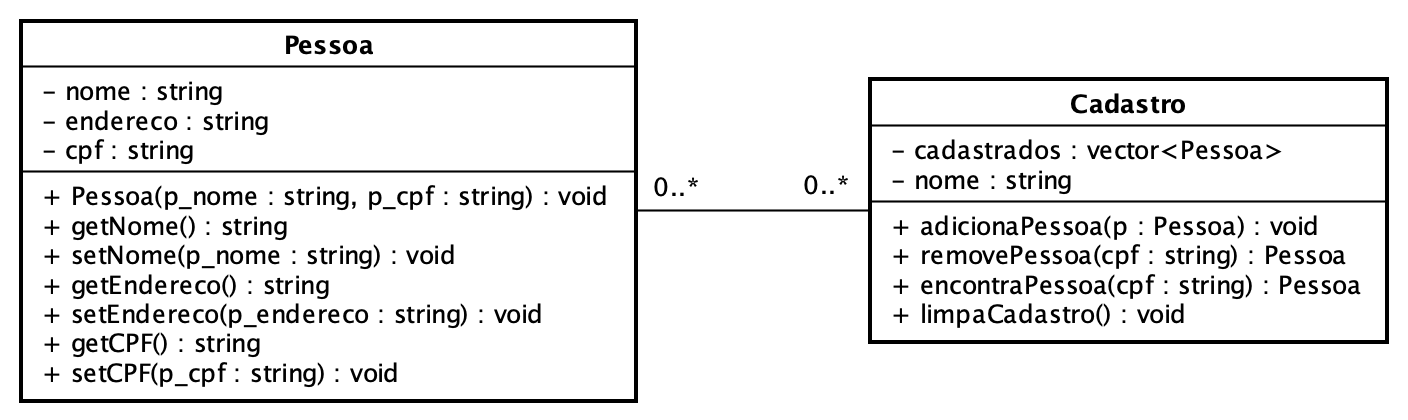 Pessoa
- nome : string
- endereco : string
- cpf : string
+ Pessoa(p_nome : string, p_cpf : string) : void
+ getNome() : string
+ setNome(p_nome : string) : void
+ getEndereco() : string
+ setEndereco(p_endereco : string) : void
+ getCPF() : string
+ setCPF(p_cpf : string) : void
0..*
0..*
Cadastro
- cadastrados : vector<Pessoa>
- nome : string
+ adicionaPessoa(p : Pessoa) : void
+ removePessoa(cpf : string) : Pessoa
+ encontraPessoa(cpf : string) : Pessoa
+ limpaCadastro() : void